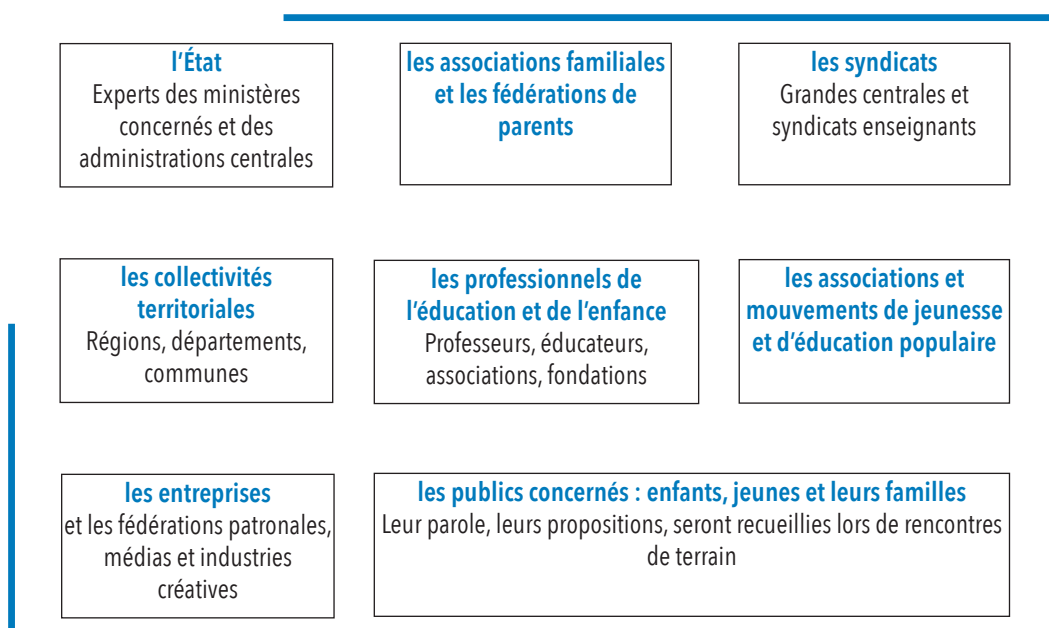 l'État
Experts des ministères
concernés et des
administrations centrales
les associations familiales
et les fédérations de
parents
les syndicats
Grandes centrales et
syndicats enseignants
les collectivités
territoriales
Régions, départements,
communes
les professionnels de
l'éducation et de l'enfance
Professeurs, éducateurs,
associations, fondations
les associations et
mouvements de jeunesse
et d'éducation populaire
les entreprises
et les fédérations patronales,
médias et industries
créatives
les publics concernés : enfants, jeunes et leurs familles
Leur parole, leurs propositions, seront recueillies lors de rencontres
de terrain